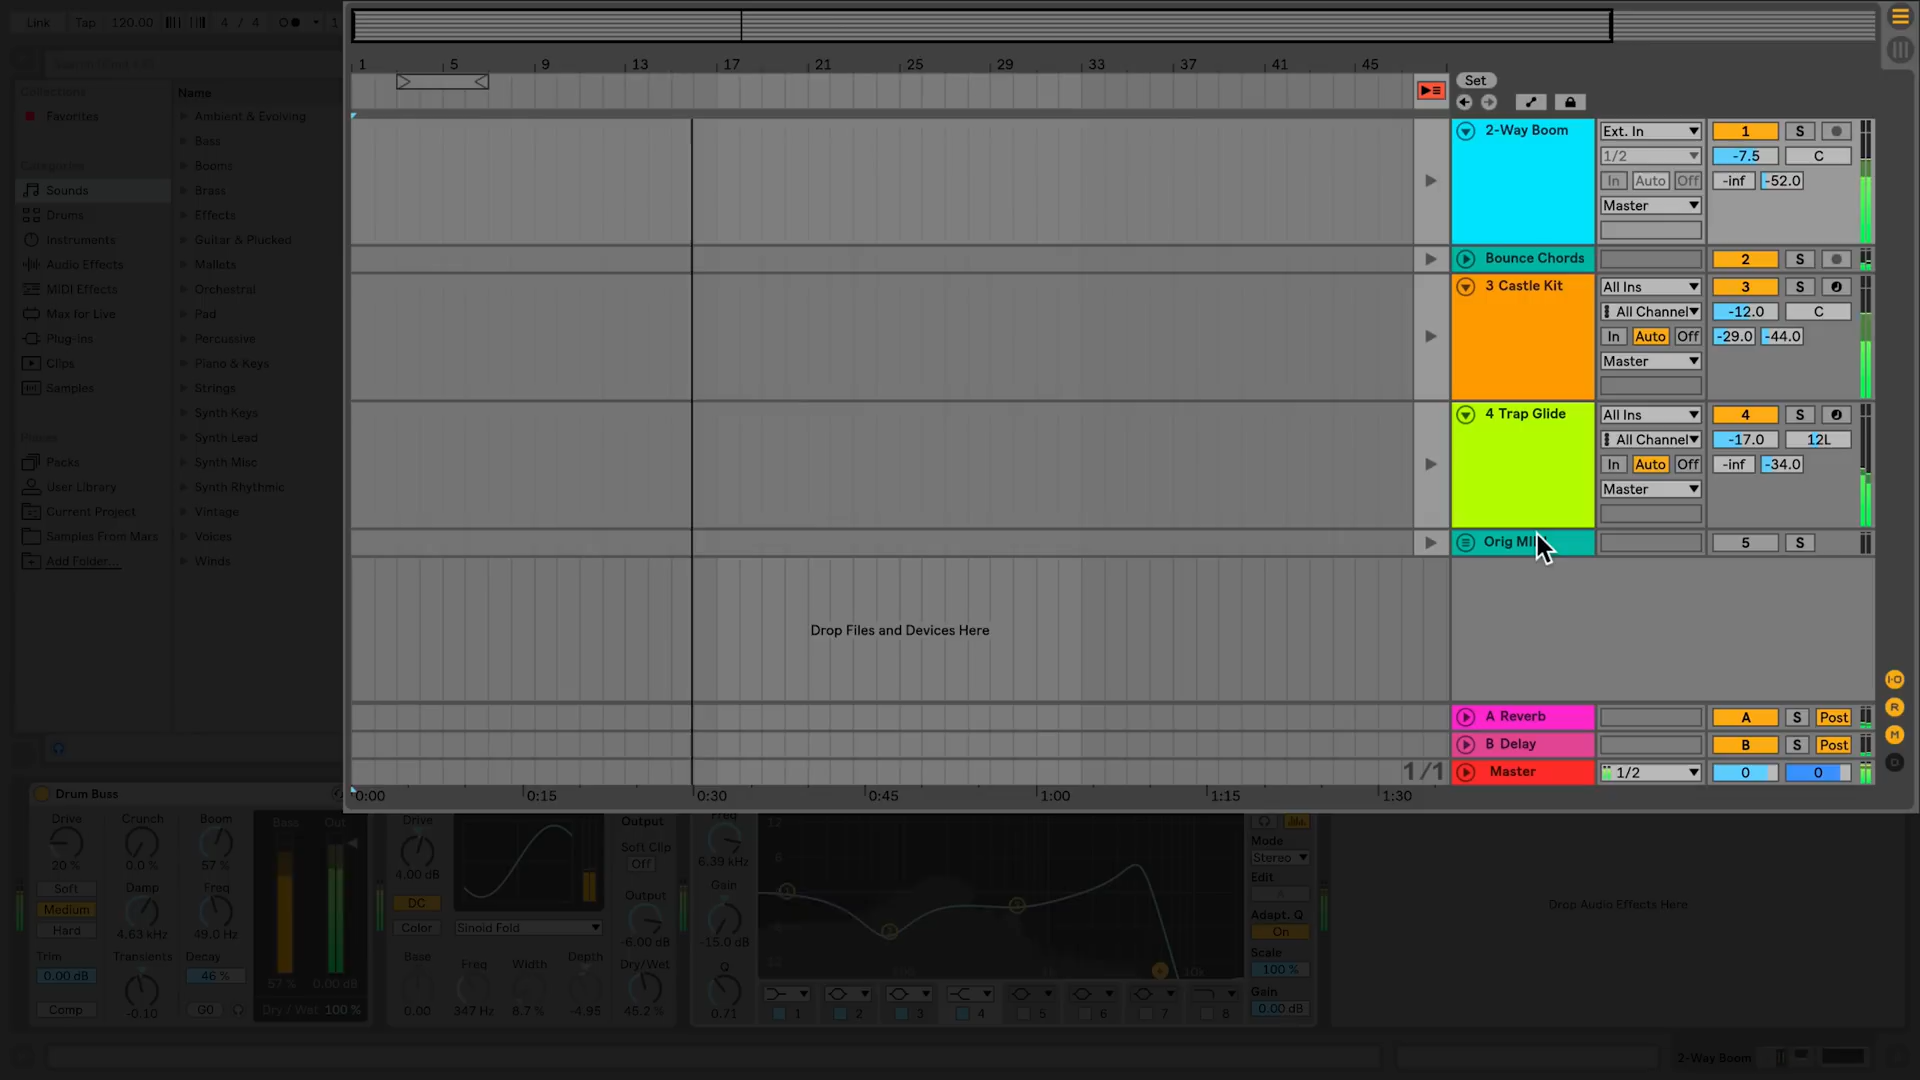 Link Tap 120.00 4 / 4 1
Collections
Favorites
Categories
Sounds
Drums
Instruments
Audio Effects
MIDI Effects
Max for Live
Plug-Ins
Clips
Samples
Places
Packs
User Library
Current Project
Samples From Mars
Add Folder...
Name
Ambient & Evolving
Bass
Booms
Brass
Effects
Guitar & Plucked
Mallets
Orchestral
Pad
Percussive
Piano & Keys
Strings
Synth Keys
Synth Lead
Synth Misc
Synth Rhythmic
Vintage
Voices
Winds
1 5 9 13 17 21 25 29 33 37 41 45
Set
2-Way Boom Ext. In 1 S
1/2 -7.5 C
In Auto Off -inf -52.0
Master
Bounce Chords 2 S
3 Castle Kit All Ins 3 S
All Channel -12.0 C
In Auto Off -29.0 -44.0
Master
4 Trap Glide All Ins 4 S
All Channel -17.0 12L
In Auto Off -inf -34.0
Master
Orig MI 5 S
Drop Files and Devices Here
A Reverb A S Post
B Delay B S Post
1/1 Master 1/2 0 0
0:00 0:15 0:30 0:45 1:00 1:15 1:30
I-O
R
M
D
Drum Buss
Drive Crunch Boom Bass Out
20 % 0.0 % 57 %
Soft Damp Freq
Medium
Hard 4.63 kHz 49.0 Hz
Trim Transients Decay
0.00 dB 46 % 57 % 0.00 dB
Comp -0.10 G0 Dry / Wet 100 %
Drive Output
4.00 dB Soft Clip
Off
DC Output
Color Sinoid Fold -6.00 dB
Base Freq Width Depth Dry/Wet
0.00 347 Hz 8.7 % -4.95 45.2 %
Freq
6.39 kHz
Gain
-15.0 dB
Q
0.71
12
6
1k 10k
1 2 3 4 5 6 7 8
Mode
Stereo
Edit
A
Adapt. Q
On
Scale
100 %
Gain
0.00 dB
Drop Audio Effects Here
2-Way Boom